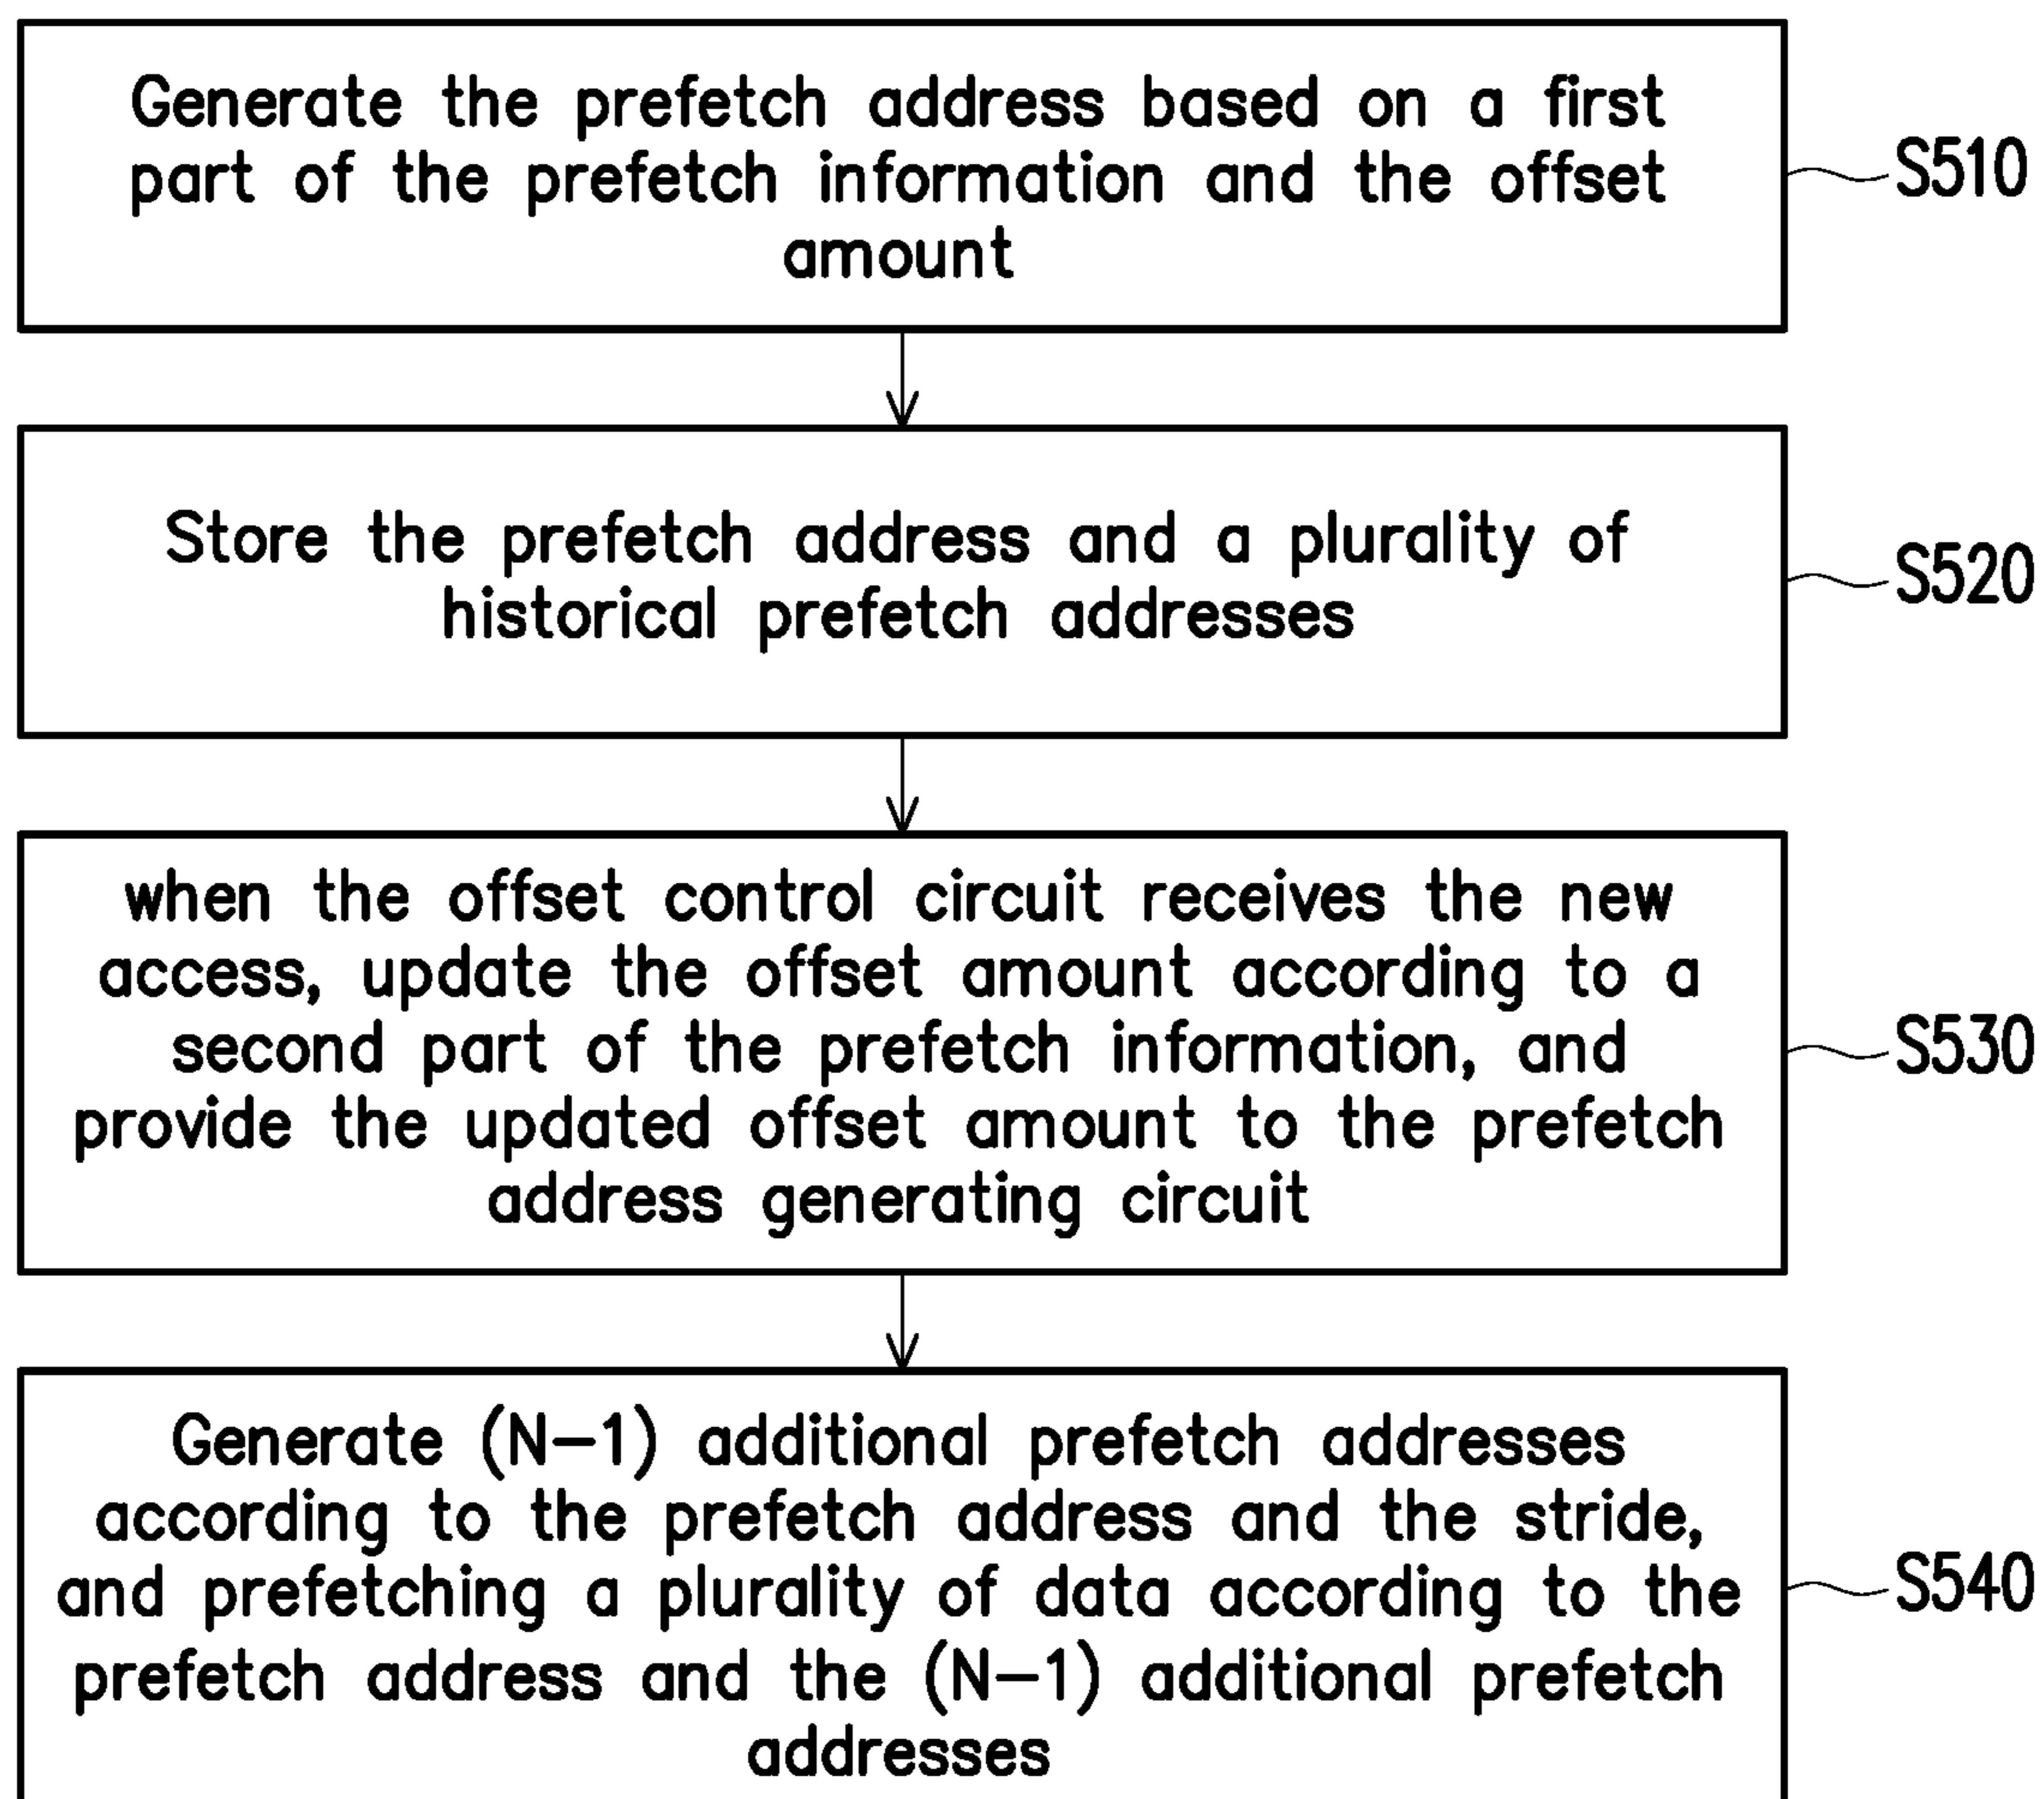 Generate the prefetch address based on a first
part of the prefetch information and the offset
amount
S510
Store the prefetch address and a plurality of
historical prefetch addresses
S520
when the offset control circuit receives the new
access, update the offset amount according to a
second part of the prefetch information, and
provide the updated offset amount to the prefetch
address generating circuit
S530
Generate (N−1) additional prefetch addresses
according to the prefetch address and the stride,
and prefetching a plurality of data according to the
prefetch address and the (N−1) additional prefetch
addresses
S540